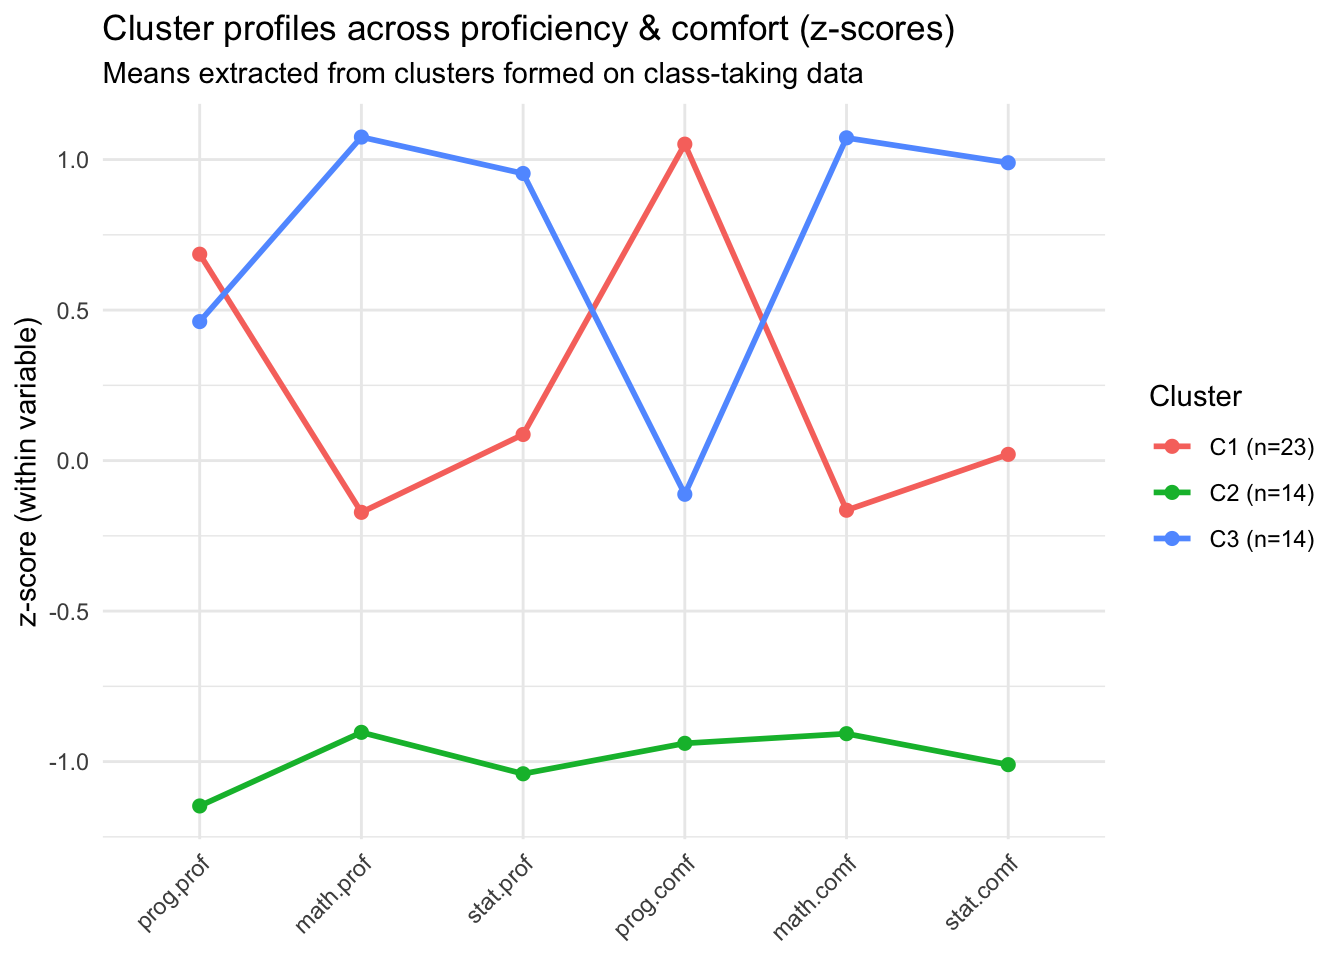 Cluster profiles across proficiency & comfort (z-scores)
Means extracted from clusters formed on class-taking data
z-score (within variable)
1.0
0.5
0.0
-0.5
-1.0
prog.prof
math.prof
stat.prof
prog.comf
math.comf
stat.comf
Cluster
C1 (n=23)
C2 (n=14)
C3 (n=14)